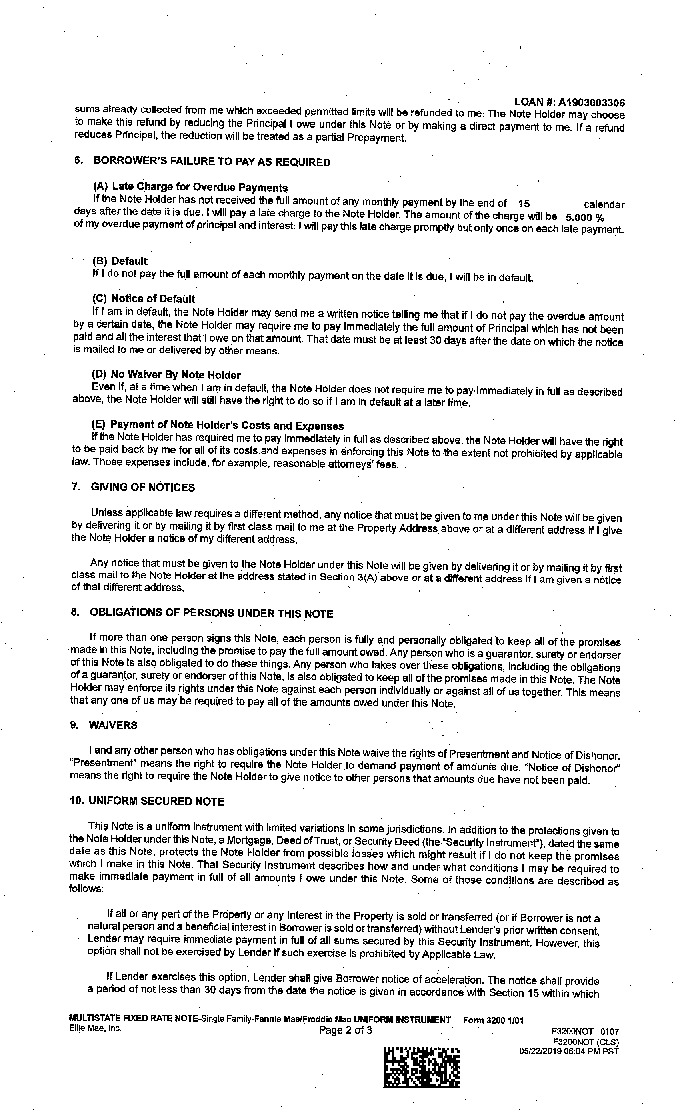 LOAN #: A1903003306
sums already collected from me which exceeded permitted limits will be refunded to me. The Note Holder may choose
to make this refund by reducing the Principal I owe under this Note or by making a direct payment to me. If a refund
reduces Principal, the reduction will be treated as a partial Prepayment.
6. BORROWER'S FAILURE TO PAY AS REQUIRED
(A) Late Charge for Overdue Payments
If the Note Holder has not received the full amount of any monthly payment by the end of 15 calendar
days after the date it is due, I will pay a late charge to the Note Holder. The amount of the charge will be 5.000 %
of my overdue payment of principal and interest. I will pay this late charge promptly but only once on each late payment.
(B) Default
If I do not pay the full amount of each monthly payment on the date it is due, I will be in default.
(C) Notice of Default
If I am in default, the Note Holder may send me a written notice telling me that if I do not pay the overdue amount
by a certain date, the Note Holder may require me to pay immediately the full amount of Principal which has not been
paid and all the interest that I owe on that amount. That date must be at least 30 days after the date on which the notice
is mailed to me or delivered by other means.
(D) No Waiver By Note Holder
Even if, at a time when I am in default, the Note Holder does not require me to pay immediately in full as described
above, the Note Holder will still have the right to do so if I am in default at a later time.
(E) Payment of Note Holder's Costs and Expenses
If the Note Holder has required me to pay immediately in full as described above, the Note Holder will have the right
to be paid back by me for all of its costs and expenses in enforcing this Note to the extent not prohibited by applicable
law. Those expenses include, for example, reasonable attorneys' fees.
7. GIVING OF NOTICES
Unless applicable law requires a different method, any notice that must be given to me under this Note will be given
by delivering it or by mailing it by first class mail to me at the Property Address above or at a different address if I give
the Note Holder a notice of my different address.
Any notice that must be given to the Note Holder under this Note will be given by delivering it or by mailing it by first
class mail to the Note Holder at the address stated in Section 3(A) above or at a different address if I am given a notice
of that different address.
8. OBLIGATIONS OF PERSONS UNDER THIS NOTE
If more than one person signs this Note, each person is fully and personally obligated to keep all of the promises
made in this Note, including the promise to pay the full amount owed. Any person who is a guarantor, surety or endorser
of this Note is also obligated to do these things. Any person who takes over these obligations, including the obligations
of a guarantor, surety or endorser of this Note, is also obligated to keep all of the promises made in this Note. The Note
Holder may enforce its rights under this Note against each person individually or against all of us together. This means
that any one of us may be required to pay all of the amounts owed under this Note.
9. WAIVERS
I and any other person who has obligations under this Note waive the rights of Presentment and Notice of Dishonor.
"Presentment" means the right to require the Note Holder to demand payment of amounts due. "Notice of Dishonor"
means the right to require the Note Holder to give notice to other persons that amounts due have not been paid.
10. UNIFORM SECURED NOTE
This Note is a uniform instrument with limited variations in some jurisdictions. In addition to the protections given to
the Note Holder under this Note, a Mortgage, Deed of Trust, or Security Deed (the "Security Instrument"), dated the same
date as this Note, protects the Note Holder from possible losses which might result if I do not keep the promises
which I make in this Note. That Security Instrument describes how and under what conditions I may be required to
make immediate payment in full of all amounts I owe under this Note. Some of those conditions are described as
follows:
If all or any part of the Property or any Interest in the Property is sold or transferred (or if Borrower is not a
natural person and a beneficial interest in Borrower is sold or transferred) without Lender's prior written consent,
Lender may require immediate payment in full of all sums secured by this Security Instrument. However, this
option shall not be exercised by Lender if such exercise is prohibited by Applicable Law.
If Lender exercises this option, Lender shall give Borrower notice of acceleration. The notice shall provide
a period of not less than 30 days from the date the notice is given in accordance with Section 15 within which
MULTISTATE FIXED RATE NOTE-Single Family-Fannie Mae/Freddie Mac UNIFORM INSTRUMENT Form 3200 1/01
Ellie Mae, Inc. Page 2 of 3 F3200NOT 0107
F3200NOT (CLS)
05/22/2019 06:04 PM PST